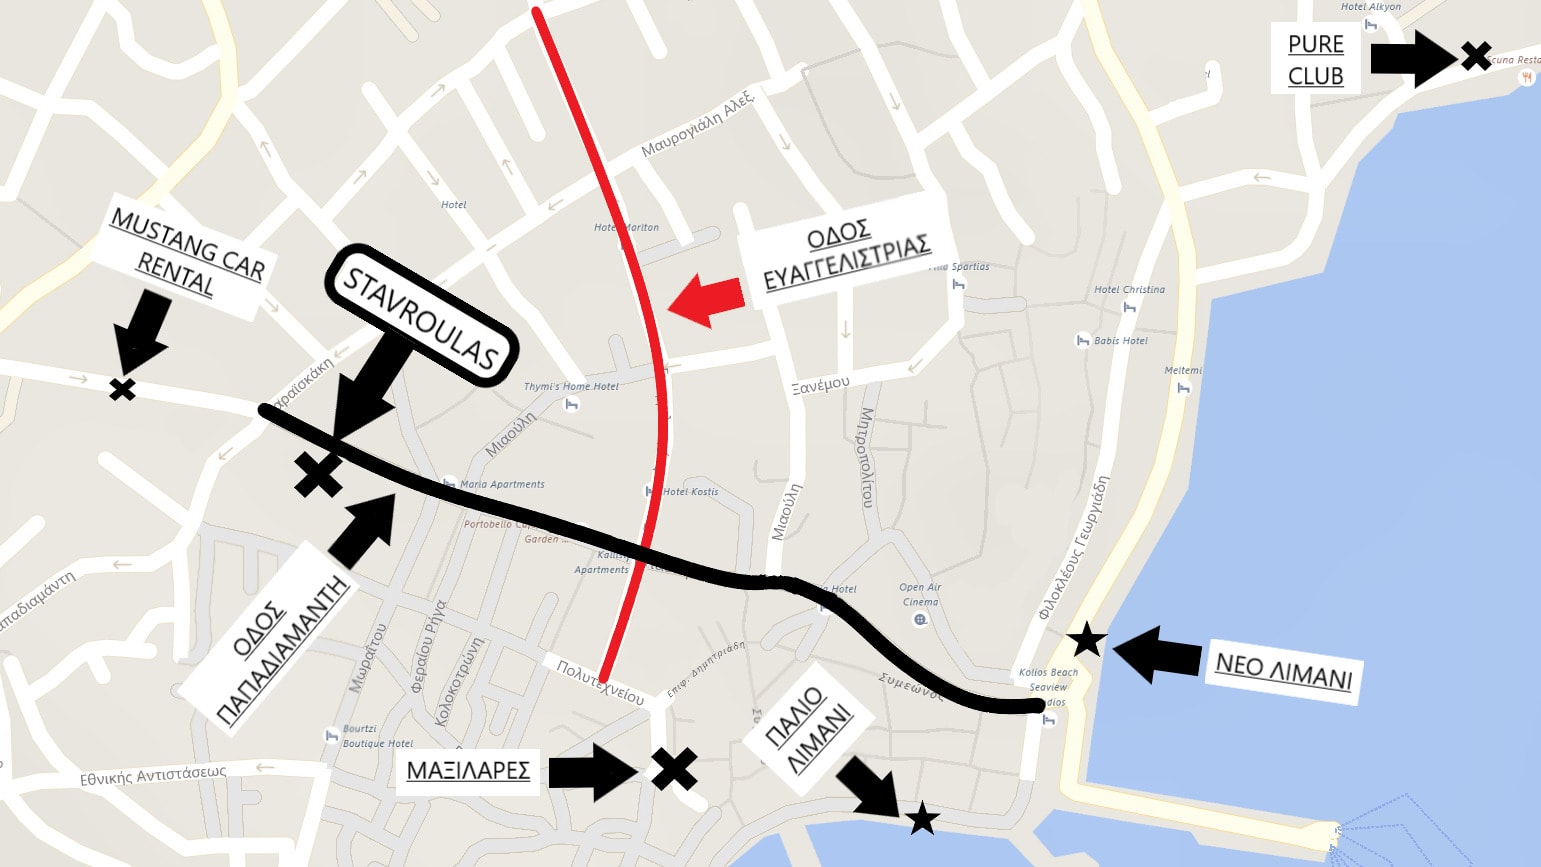 Hotel Alkyon
PURE
CLUB
Scuna Resta
Μαυρογιάλη Αλεξ.
MUSTANG CAR
RENTAL
Hotel
Hotel Marlton
ΟΔΟΣ
ΕΥΑΓΓΕΛΙΣΤΡΙΑΣ
Villa Spartias
Hotel Christina
STAVROULAS
Babis Hotel
Meltemi
Thymi's Home Hotel
Ξανέμου
Καραϊσκάκη
Μιαούλη
Μητροπολίτου
Maria Apartments
Hotel Kostis
Μιαούλη
Portobello
Garden ...
Apartments
Hotel
Open Air
Cinema
Φιλοκλέους Γεωργιάδη
Παπαδιαμάντη
ΟΔΟΣ
ΠΑΠΑΔΙΑΜΑΝΤΗ
Μωραΐτου
Φεραίου Ρήγα
Κολοκοτρώνη
Πολυτεχνείου
Επιφ. Δημητριάδη
Συμεώνος
Kolios Beach
Seaview
Studios
ΝΕΟ ΛΙΜΑΝΙ
ΠΑΛΙΟ
ΛΙΜΑΝΙ
Bourtzi
Boutique Hotel
ΜΑΞΙΛΑΡΕΣ
Εθνικής Αντιστάσεως